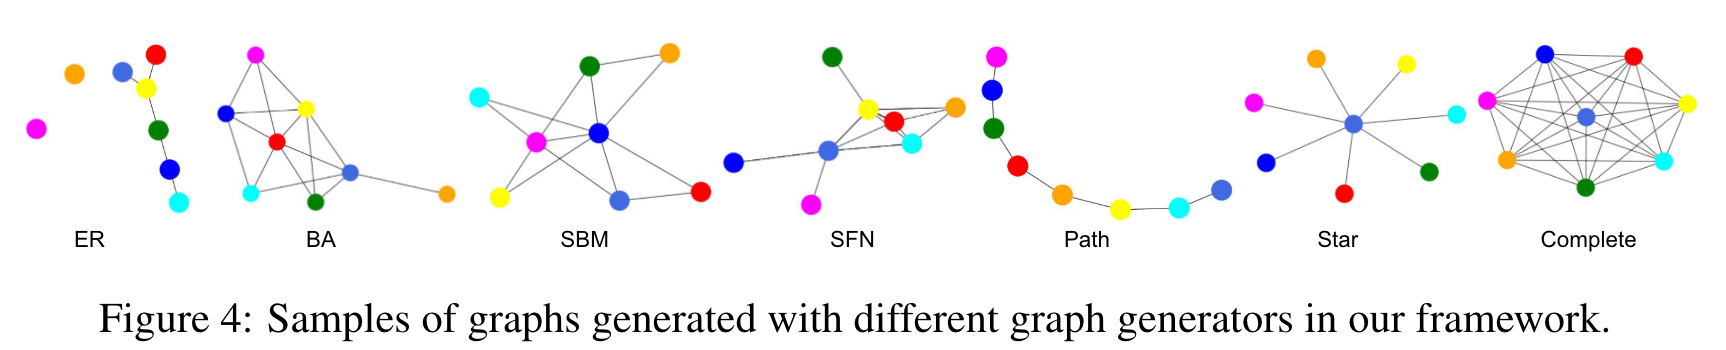 ER BA SBM SFN Path Star Complete
Figure 4: Samples of graphs generated with different graph generators in our framework.